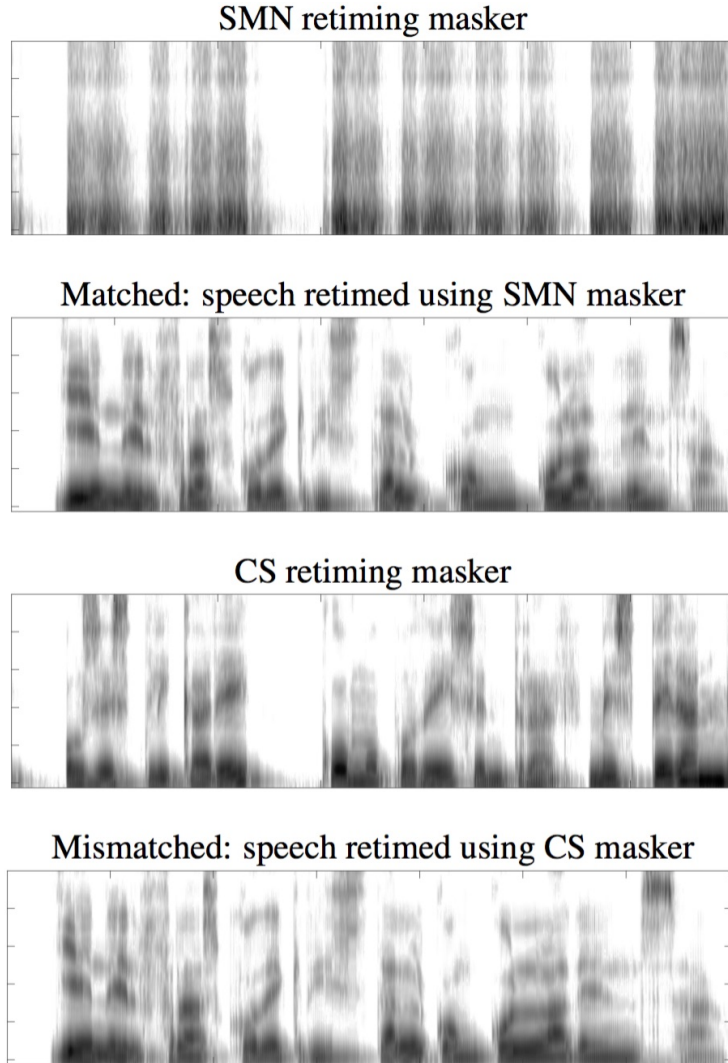 SMN retiming masker
Matched: speech retimed using SMN masker
CS retiming masker
Mismatched: speech retimed using CS masker